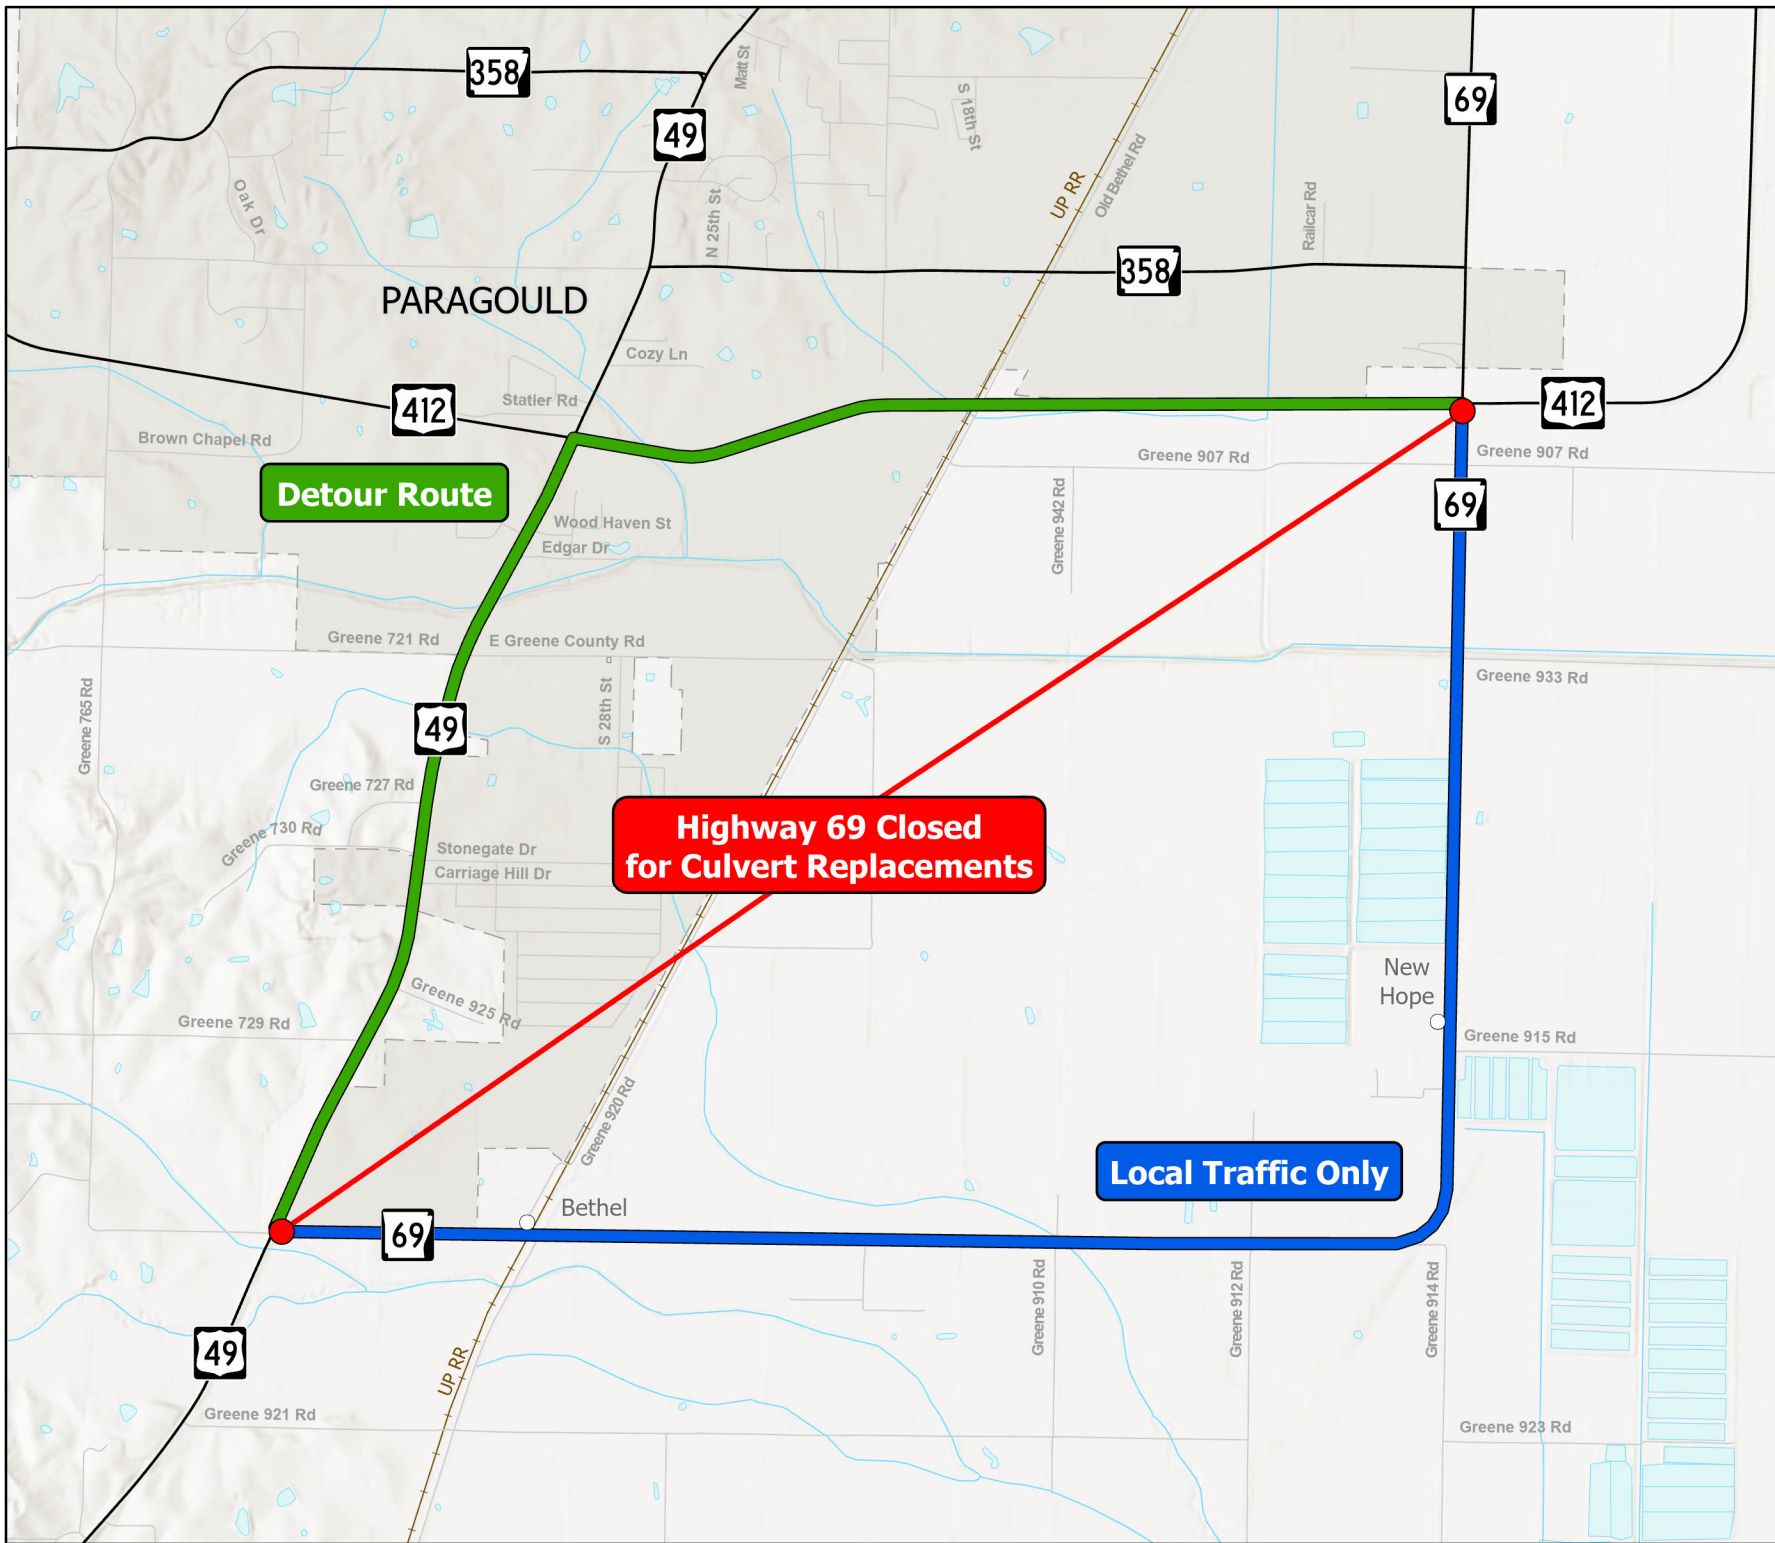 358
Matt St
49
S 18th St
69
Old Bethel Rd
UP RR
Oak Dr
N 25th St
Railcar Rd
358
PARAGOULD
Cozy Ln
412
Statler Rd
412
Brown Chapel Rd
Greene 907 Rd
Greene 907 Rd
Detour Route
69
Greene 942 Rd
Wood Haven St
Edgar Dr
Greene 721 Rd
E Greene County Rd
Greene 933 Rd
Greene 765 Rd
S 28th St
49
Greene 727 Rd
Greene 730 Rd
Stonegate Dr
Carriage Hill Dr
Highway 69 Closed
for Culvert Replacements
New
Hope
Greene 925 Rd
Greene 729 Rd
Greene 915 Rd
Greene 920 Rd
Local Traffic Only
Bethel
69
Greene 910 Rd
Greene 912 Rd
Greene 914 Rd
49
UP RR
Greene 921 Rd
Greene 923 Rd